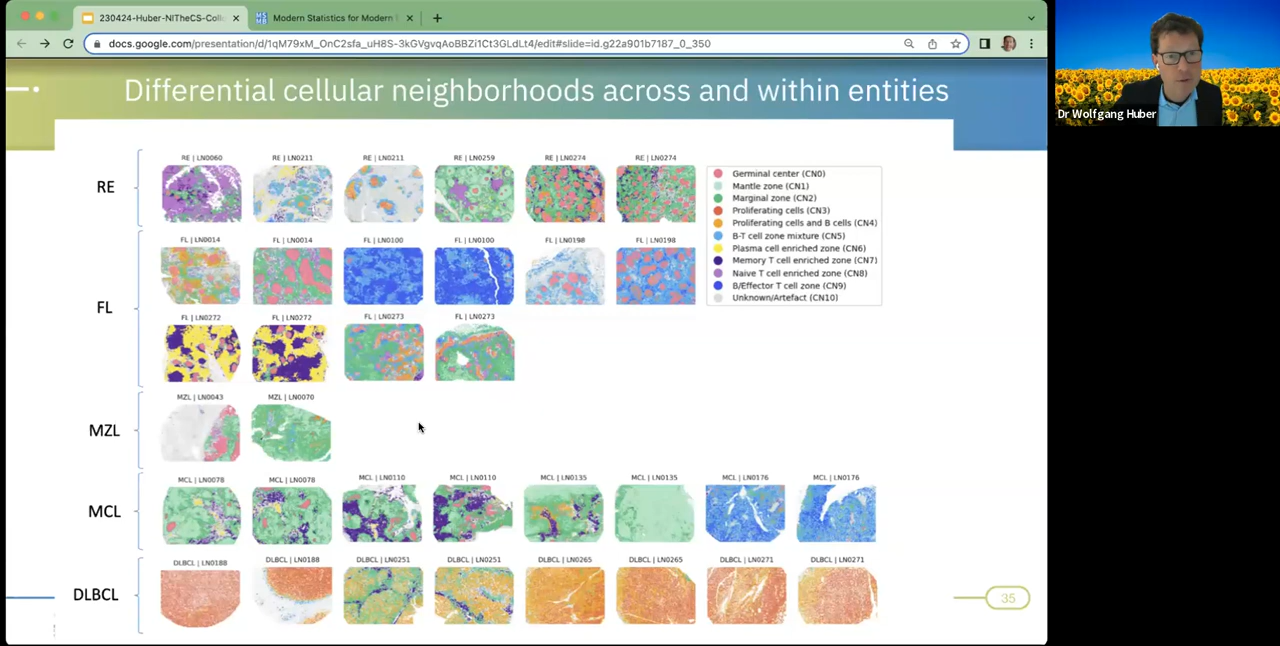 230424-Huber-NITheCS-Coll
Modern Statistics for Modern
docs.google.com/presentation/d/1qM79xM_OnC2sfa_uH8S-3kGVgvqAoBBZi1Ct3GLdLt4/edit#slide=id.g22a901b7187_0_350
Dr Wolfgang Huber
Differential cellular neighborhoods across and within entities
RE
RE | LN0060 RE | LN0211 RE | LN0211 RE | LN0259 RE | LN0274 RE | LN0274
Germinal center (CN0)
Mantle zone (CN1)
Marginal zone (CN2)
Proliferating cells (CN3)
Proliferating cells and B cells (CN4)
B-T cell zone mixture (CN5)
Plasma cell enriched zone (CN6)
Memory T cell enriched zone (CN7)
Naive T cell enriched zone (CN8)
B/Effector T cell zone (CN9)
Unknown/Artefact (CN10)
FL
FL | LN0014 FL | LN0014 FL | LN0100 FL | LN0100 FL | LN0198 FL | LN0198
FL | LN0272 FL | LN0272 FL | LN0273 FL | LN0273
MZL
MZL | LN0043 MZL | LN0070
MCL
MCL | LN0078 MCL | LN0078 MCL | LN0110 MCL | LN0110 MCL | LN0135 MCL | LN0135 MCL | LN0176 MCL | LN0176
DLBCL
DLBCL | LN0188 DLBCL | LN0188 DLBCL | LN0251 DLBCL | LN0251 DLBCL | LN0265 DLBCL | LN0265 DLBCL | LN0271 DLBCL | LN0271
35